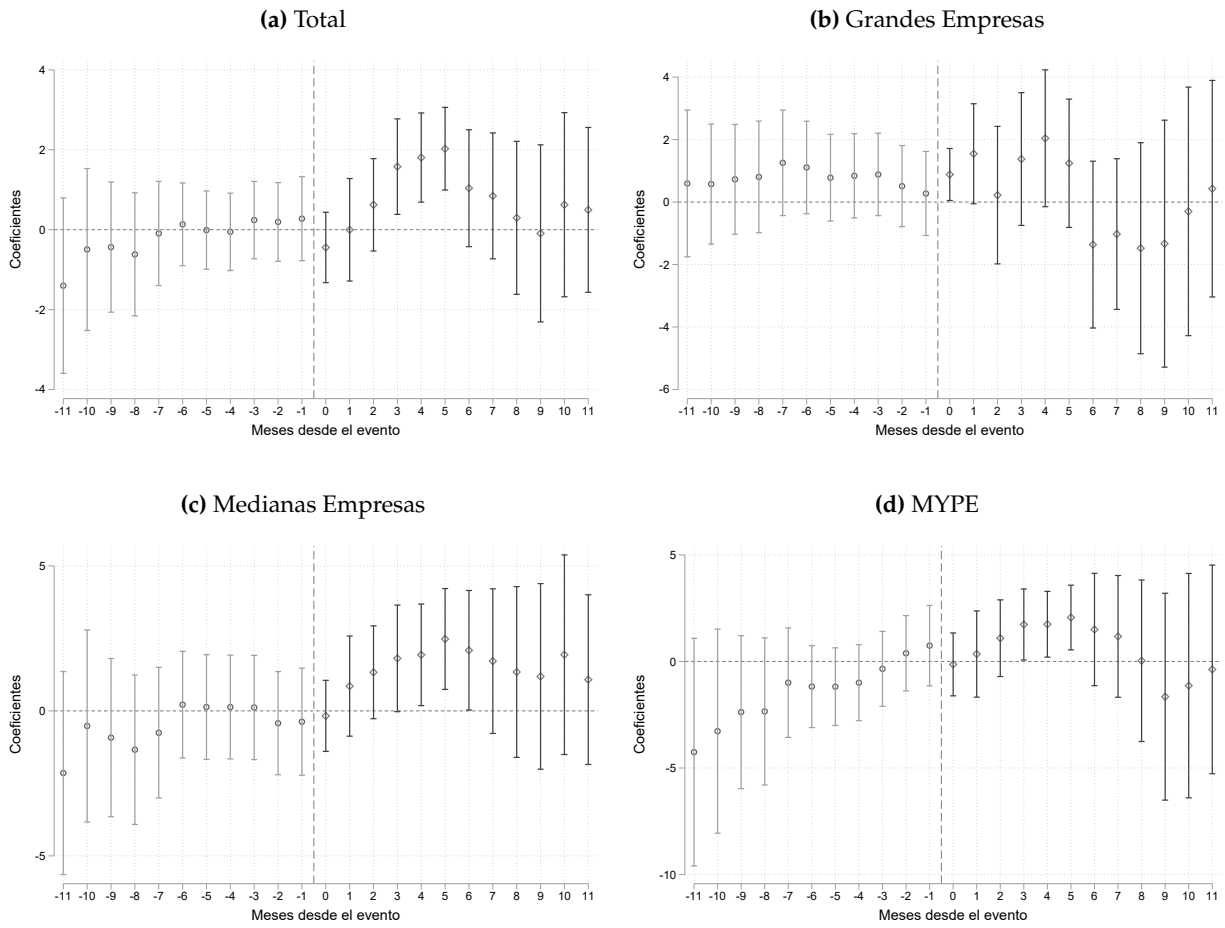 (a) Total
4
2
0
-2
-4
Coeficientes
-11 -10 -9 -8 -7 -6 -5 -4 -3 -2 -1 0 1 2 3 4 5 6 7 8 9 10 11
Meses desde el evento
(b) Grandes Empresas
4
2
0
-2
-4
-6
Coeficientes
-11 -10 -9 -8 -7 -6 -5 -4 -3 -2 -1 0 1 2 3 4 5 6 7 8 9 10 11
Meses desde el evento
(c) Medianas Empresas
5
0
-5
Coeficientes
-11 -10 -9 -8 -7 -6 -5 -4 -3 -2 -1 0 1 2 3 4 5 6 7 8 9 10 11
Meses desde el evento
(d) MYPE
5
0
-5
-10
Coeficientes
-11 -10 -9 -8 -7 -6 -5 -4 -3 -2 -1 0 1 2 3 4 5 6 7 8 9 10 11
Meses desde el evento